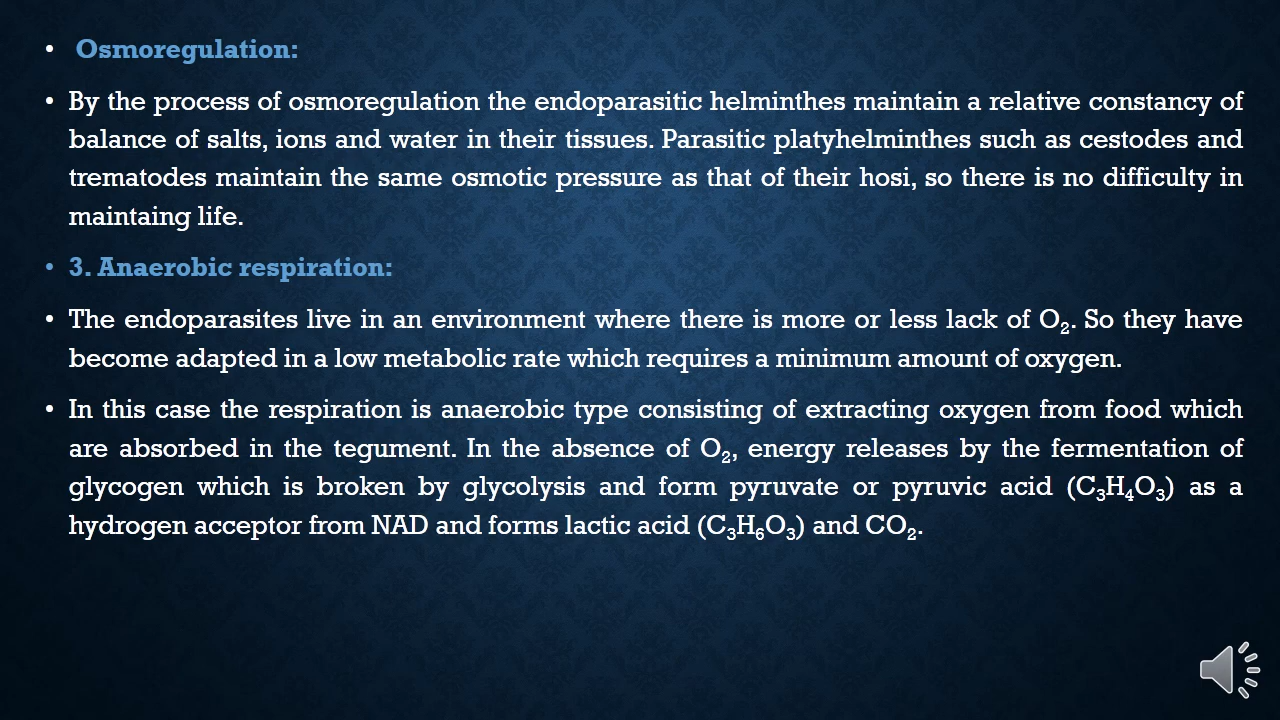 • Osmoregulation:
• By the process of osmoregulation the endoparasitic helminthes maintain a relative constancy of
balance of salts, ions and water in their tissues. Parasitic platyhelminthes such as cestodes and
trematodes maintain the same osmotic pressure as that of their hosi, so there is no difficulty in
maintaing life.
• 3. Anaerobic respiration:
• The endoparasites live in an environment where there is more or less lack of O₂. So they have
become adapted in a low metabolic rate which requires a minimum amount of oxygen.
• In this case the respiration is anaerobic type consisting of extracting oxygen from food which
are absorbed in the tegument. In the absence of O₂, energy releases by the fermentation of
glycogen which is broken by glycolysis and form pyruvate or pyruvic acid (C₃H₄O₃) as a
hydrogen acceptor from NAD and forms lactic acid (C₃H₆O₃) and CO₂.